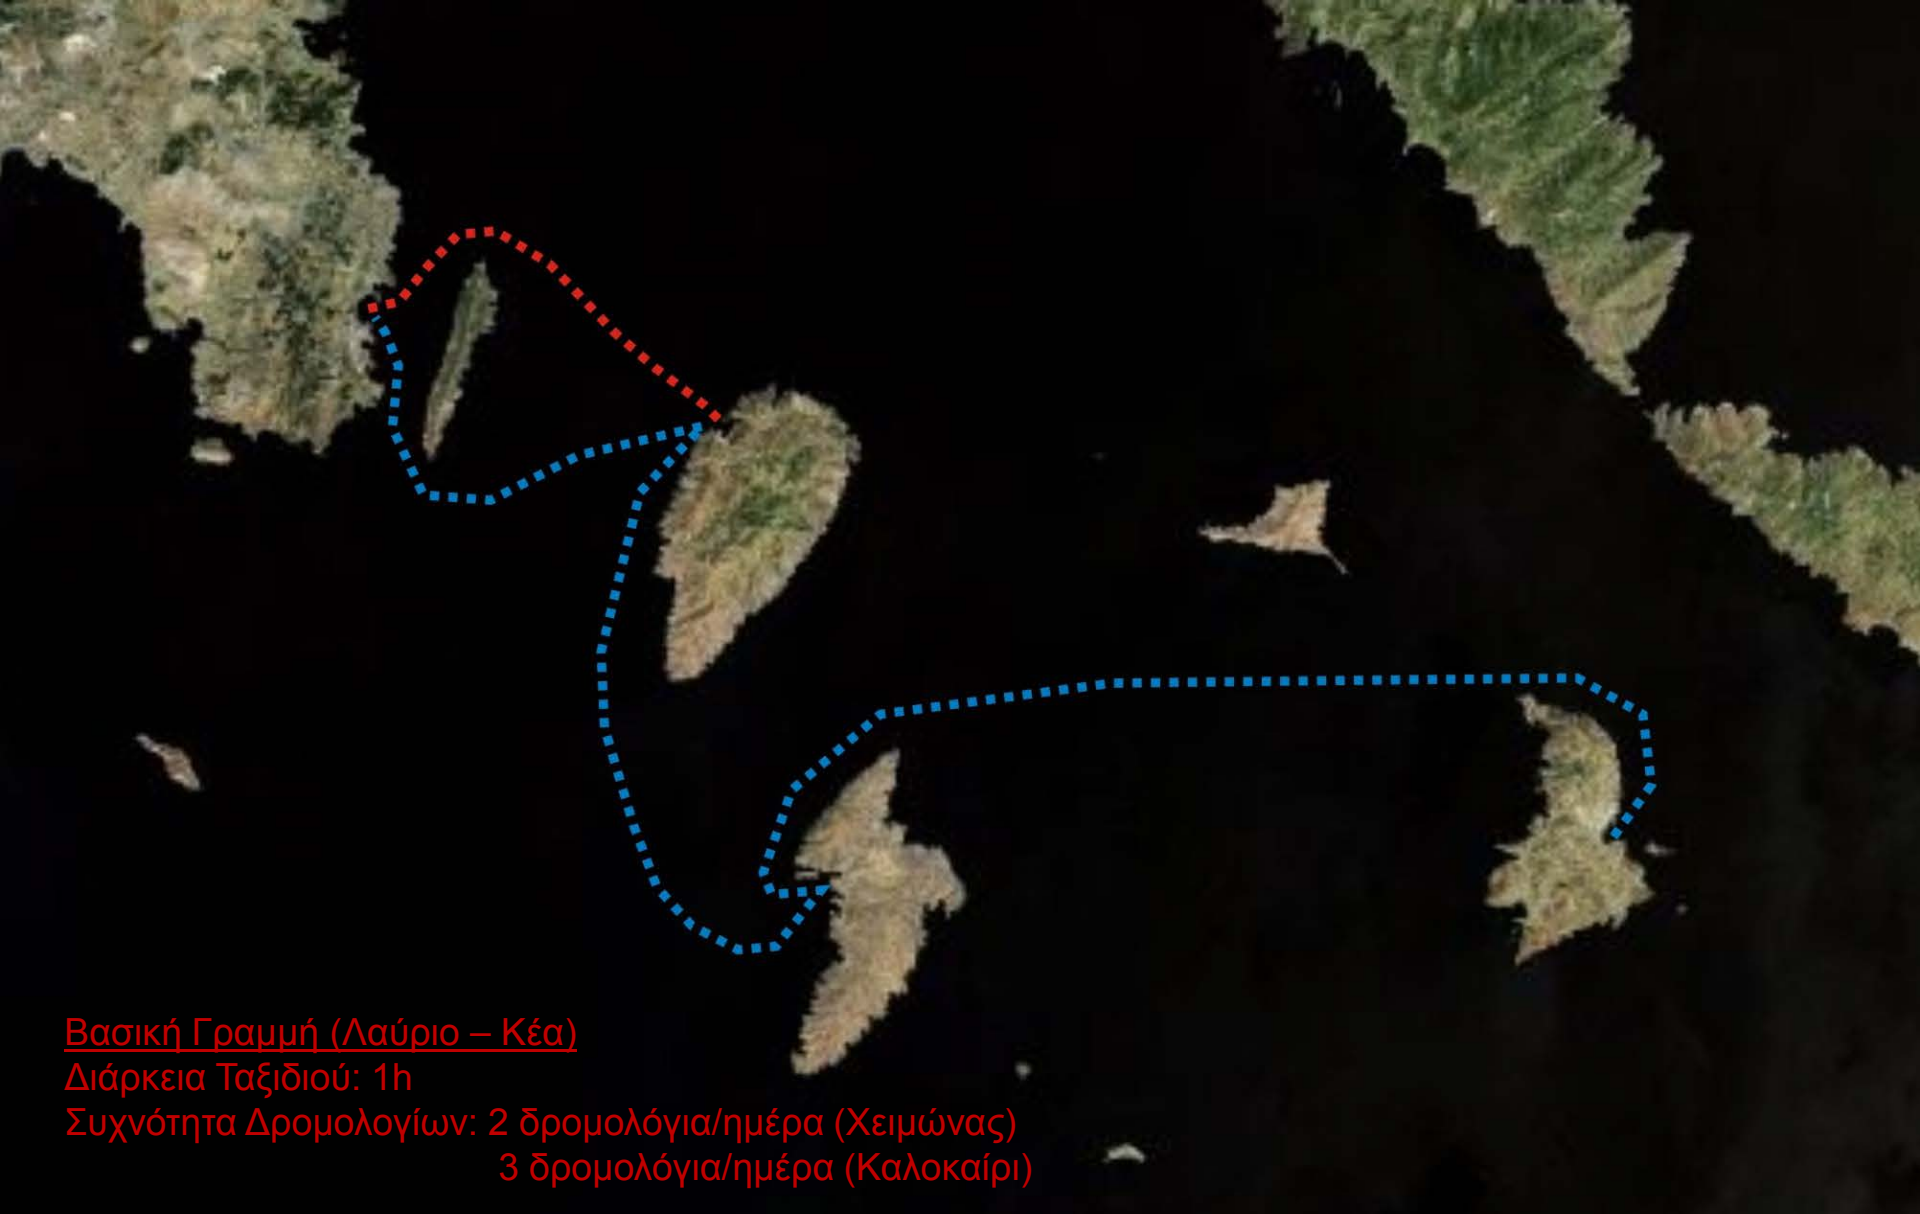 Βασική Γραμμή (Λαύριο – Κέα)
Διάρκεια Ταξιδιού: 1h
Συχνότητα Δρομολογίων: 2 δρομολόγια/ημέρα (Χειμώνας)
3 δρομολόγια/ημέρα (Καλοκαίρι)